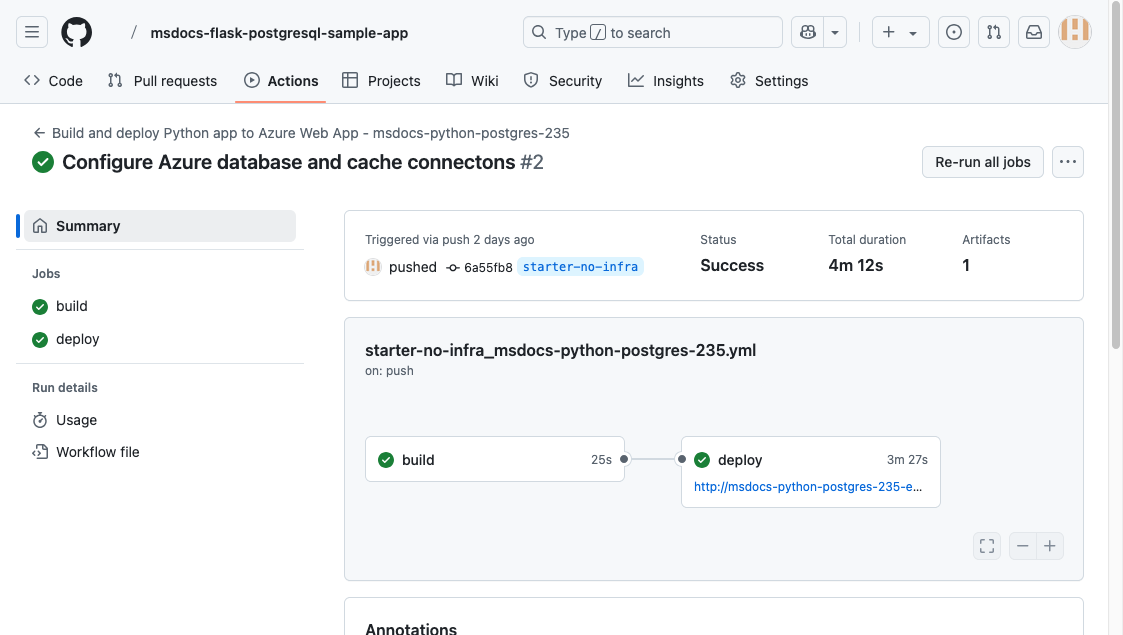 / msdocs-flask-postgresql-sample-app
Type / to search
Code Pull requests Actions Projects Wiki Security Insights Settings
Build and deploy Python app to Azure Web App - msdocs-python-postgres-235
Configure Azure database and cache connectons #2
Re-run all jobs
Summary
Jobs
build
deploy
Run details
Usage
Workflow file
Triggered via push 2 days ago
pushed 6a55fb8 starter-no-infra
Status
Success
Total duration
4m 12s
Artifacts
1
starter-no-infra_msdocs-python-postgres-235.yml
on: push
build 25s
deploy 3m 27s
http://msdocs-python-postgres-235-e...
Annotations